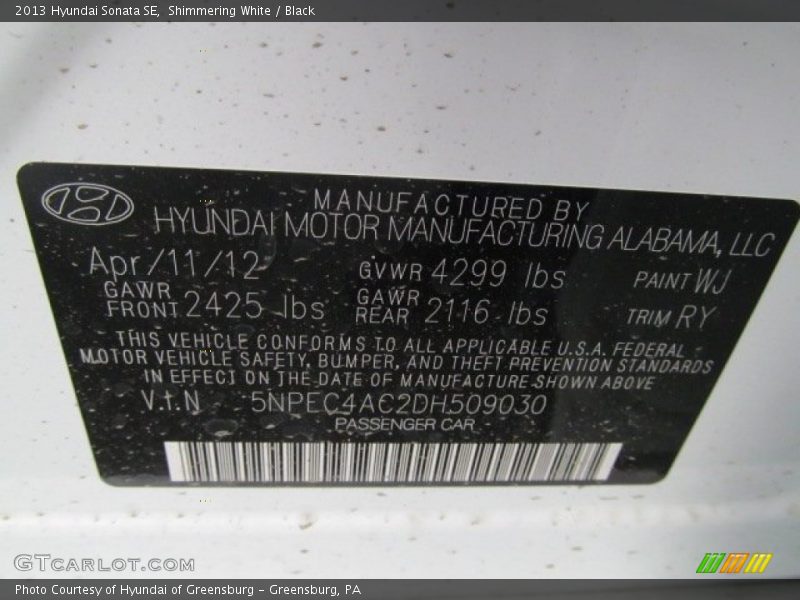 2013 Hyundai Sonata SE, Shimmering White / Black
MANUFACTURED BY
HYUNDAI MOTOR MANUFACTURING ALABAMA, LLC
Apr/11/12 GVWR 4299 lbs PAINT WJ
GAWR FRONT 2425 lbs GAWR REAR 2116 lbs TRIM RY
THIS VEHICLE CONFORMS TO ALL APPLICABLE U.S.A. FEDERAL
MOTOR VEHICLE SAFETY, BUMPER, AND THEFT PREVENTION STANDARDS
IN EFFECT ON THE DATE OF MANUFACTURE SHOWN ABOVE
V.I.N 5NPEC4AC2DH509030
PASSENGER CAR
GTCARLOT.COM
Photo Courtesy of Hyundai of Greensburg – Greensburg, PA